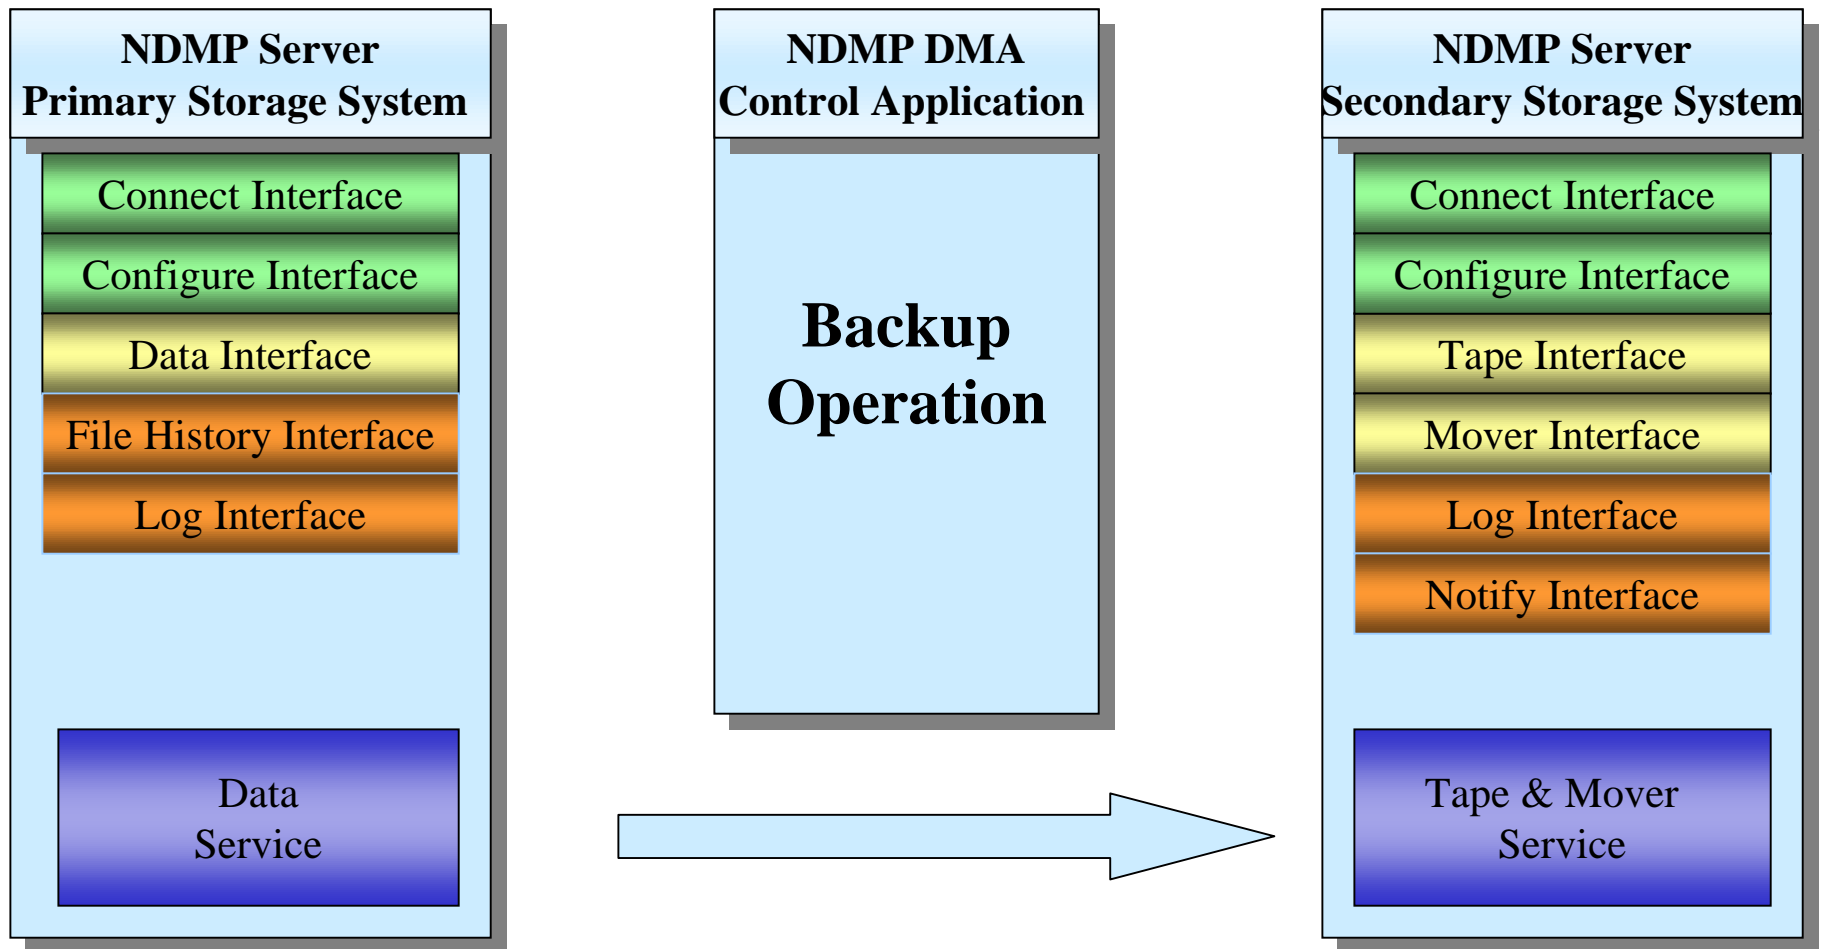 NDMP Server
Primary Storage System
Connect Interface
Configure Interface
Data Interface
File History Interface
Log Interface
Data
Service
NDMP DMA
Control Application
Backup
Operation
NDMP Server
Secondary Storage System
Connect Interface
Configure Interface
Tape Interface
Mover Interface
Log Interface
Notify Interface
Tape & Mover
Service